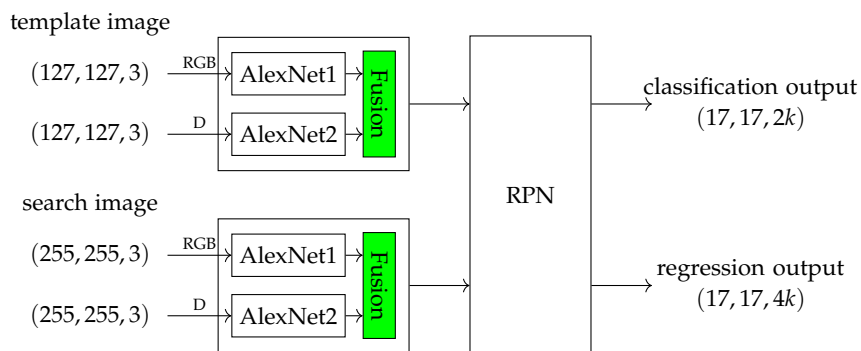 template image
(127, 127, 3)
RGB
AlexNet1
(127, 127, 3)
D
AlexNet2
Fusion
search image
(255, 255, 3)
RGB
AlexNet1
(255, 255, 3)
D
AlexNet2
Fusion
RPN
classification output
(17, 17, 2k)
regression output
(17, 17, 4k)